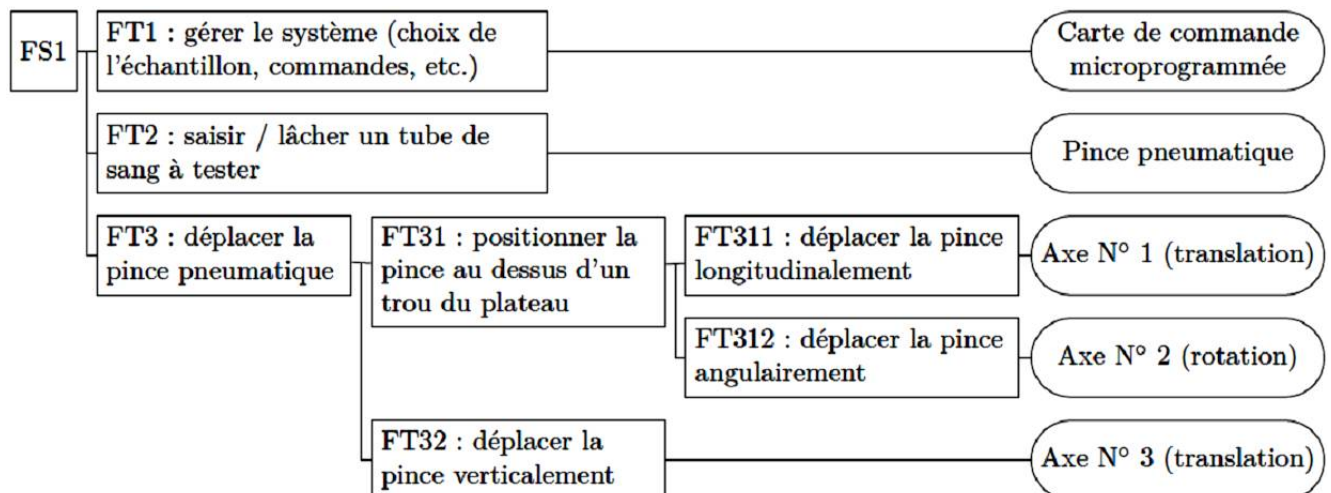 FS1
FT1 : gérer le système (choix de
l'échantillon, commandes, etc.)
Carte de commande
microprogrammée
FT2 : saisir / lâcher un tube de
sang à tester
Pince pneumatique
FT3 : déplacer la
pince pneumatique
FT31 : positionner la
pince au dessus d'un
trou du plateau
FT311 : déplacer la pince
longitudinalement
Axe N° 1 (translation)
FT312 : déplacer la pince
angulairement
Axe N° 2 (rotation)
FT32 : déplacer la
pince verticalement
Axe N° 3 (translation)